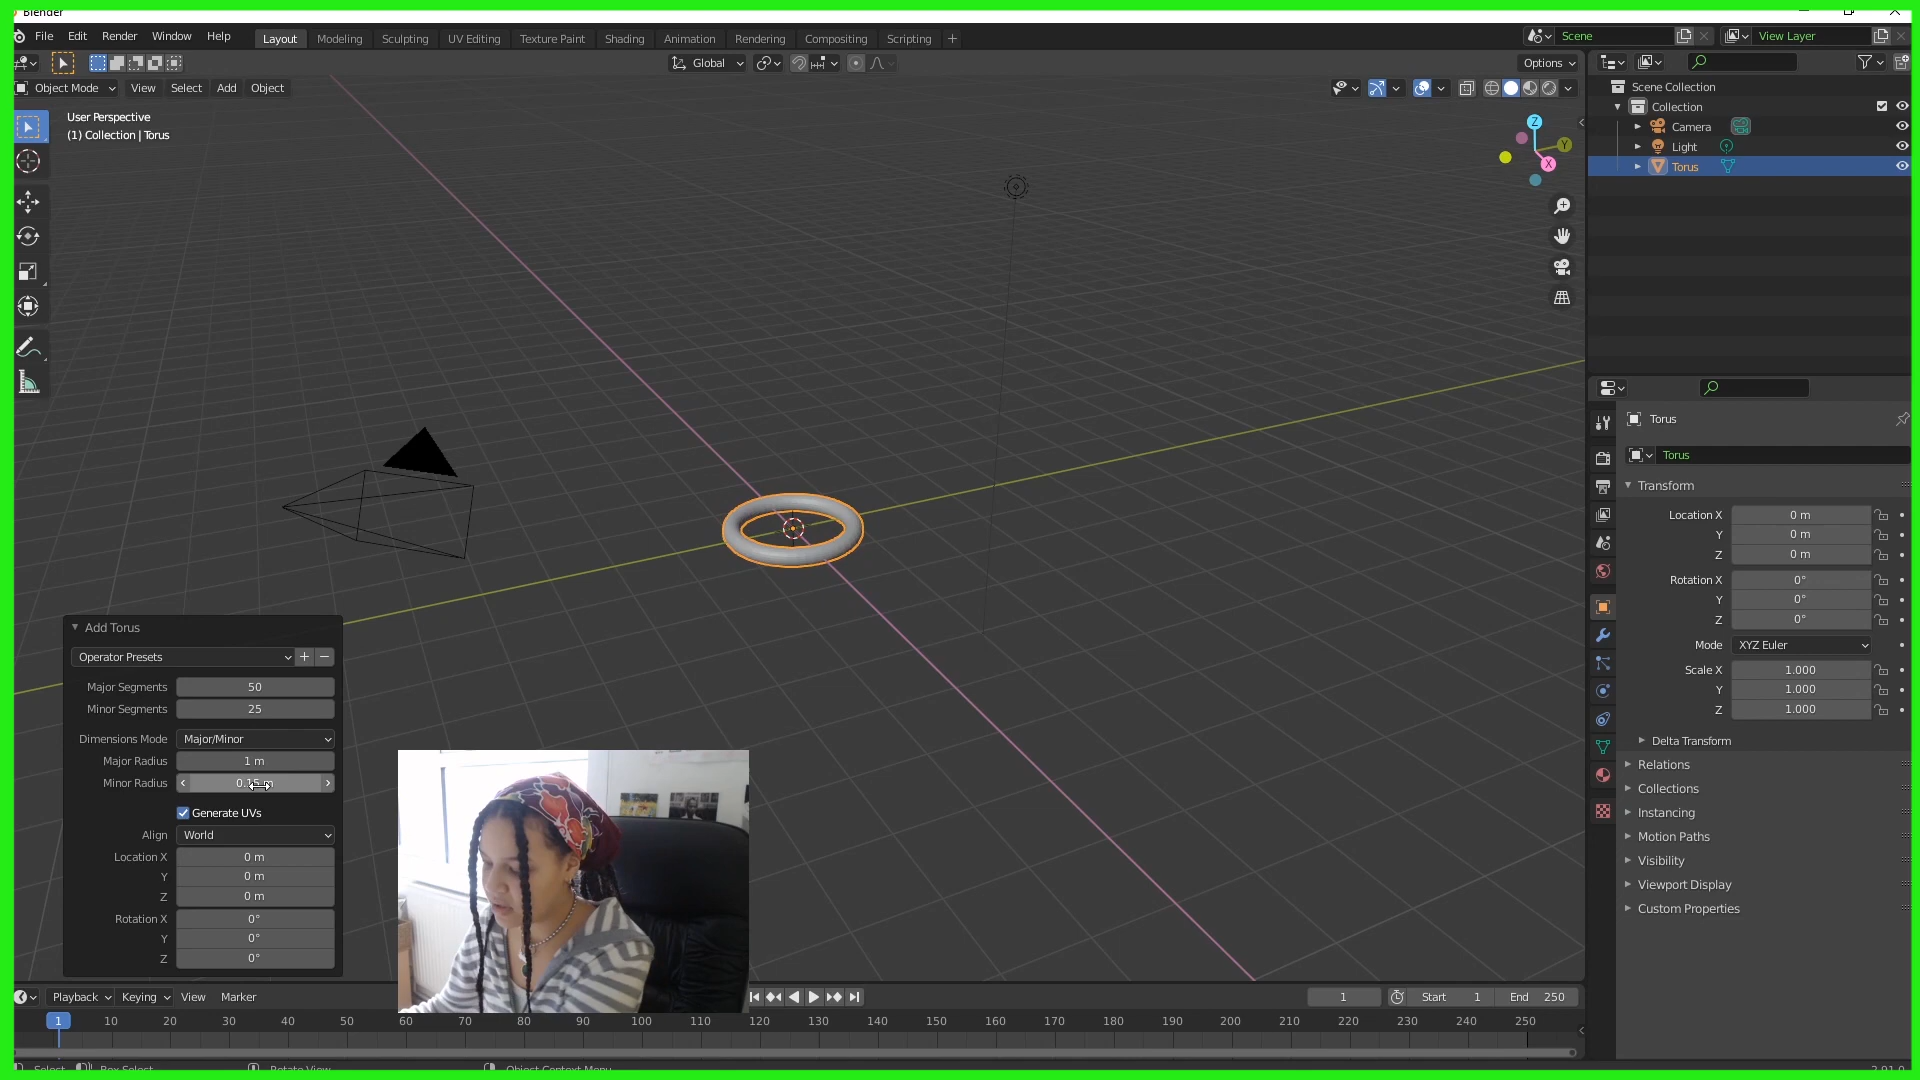 Blender
File Edit Render Window Help
Layout Modeling Sculpting UV Editing Texture Paint Shading Animation Rendering Compositing Scripting +
Scene
View Layer
Global
Options
Object Mode View Select Add Object
User Perspective
(1) Collection | Torus
Z
Y
X
Scene Collection
Collection
Camera
Light
Torus
Torus
Torus
Transform
Location X 0 m
Y 0 m
Z 0 m
Rotation X 0°
Y 0°
Z 0°
Mode XYZ Euler
Scale X 1.000
Y 1.000
Z 1.000
Delta Transform
Relations
Collections
Instancing
Motion Paths
Visibility
Viewport Display
Custom Properties
Add Torus
Operator Presets + −
Major Segments 50
Minor Segments 25
Dimensions Mode Major/Minor
Major Radius 1 m
Minor Radius 0.15 m
Generate UVs
Align World
Location X 0 m
Y 0 m
Z 0 m
Rotation X 0°
Y 0°
Z 0°
Playback Keying View Marker
1 Start 1 End 250
1 10 20 30 40 50 60 70 80 90 100 110 120 130 140 150 160 170 180 190 200 210 220 230 240 250
Select Box Select Rotate View Object Context Menu 2.91.0